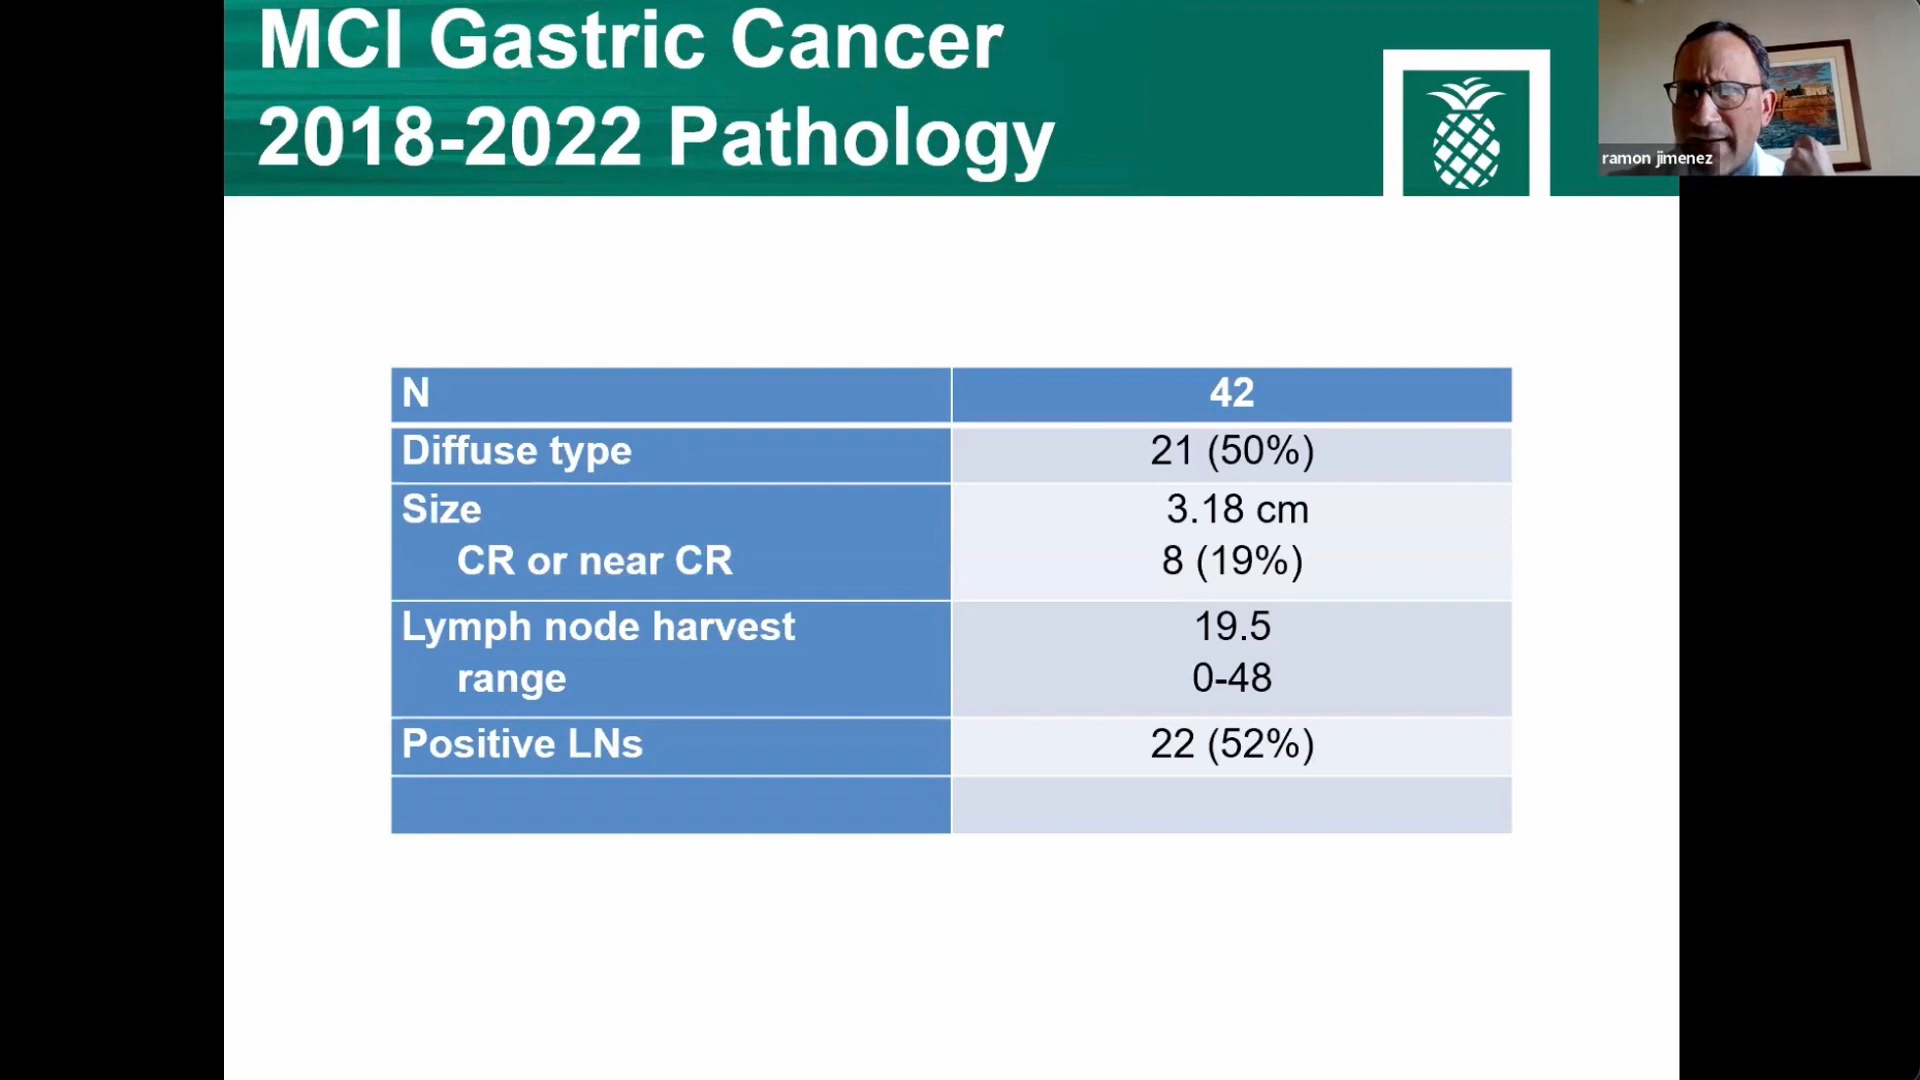 MCI Gastric Cancer
2018-2022 Pathology
ramon jimenez
N 42
Diffuse type 21 (50%)
Size 3.18 cm
CR or near CR 8 (19%)
Lymph node harvest 19.5
range 0-48
Positive LNs 22 (52%)